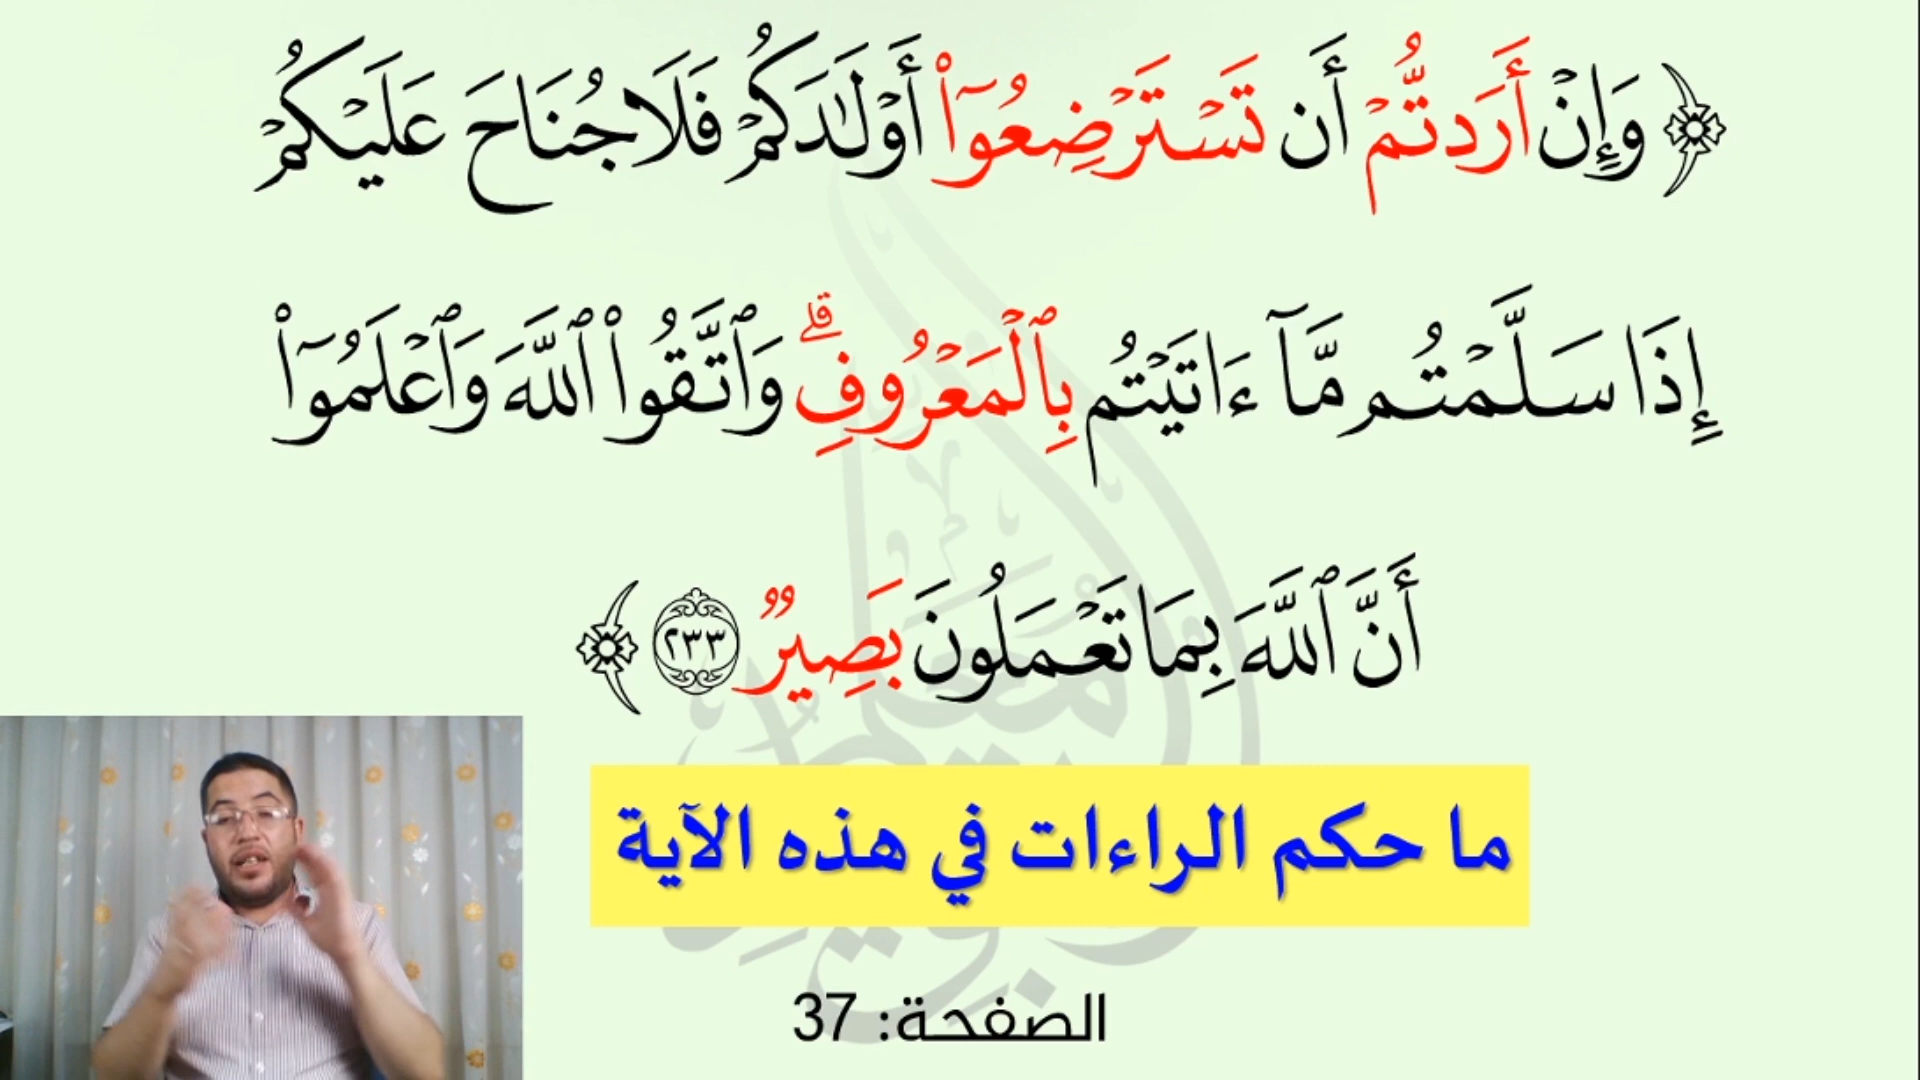 ﴿ وَإِنْ أَرَدتُّمْ أَن تَسْتَرْضِعُوٓا۟ أَوْلَـٰدَكُمْ فَلَا جُنَاحَ عَلَيْكُمْ
إِذَا سَلَّمْتُم مَّآ ءَاتَيْتُم بِٱلْمَعْرُوفِ ۗ وَٱتَّقُوا۟ ٱللَّهَ وَٱعْلَمُوٓا۟
أَنَّ ٱللَّهَ بِمَا تَعْمَلُونَ بَصِيرٌ ٢٣٣ ﴾
ما حكم الراءات في هذه الآية
الصفحة: 37